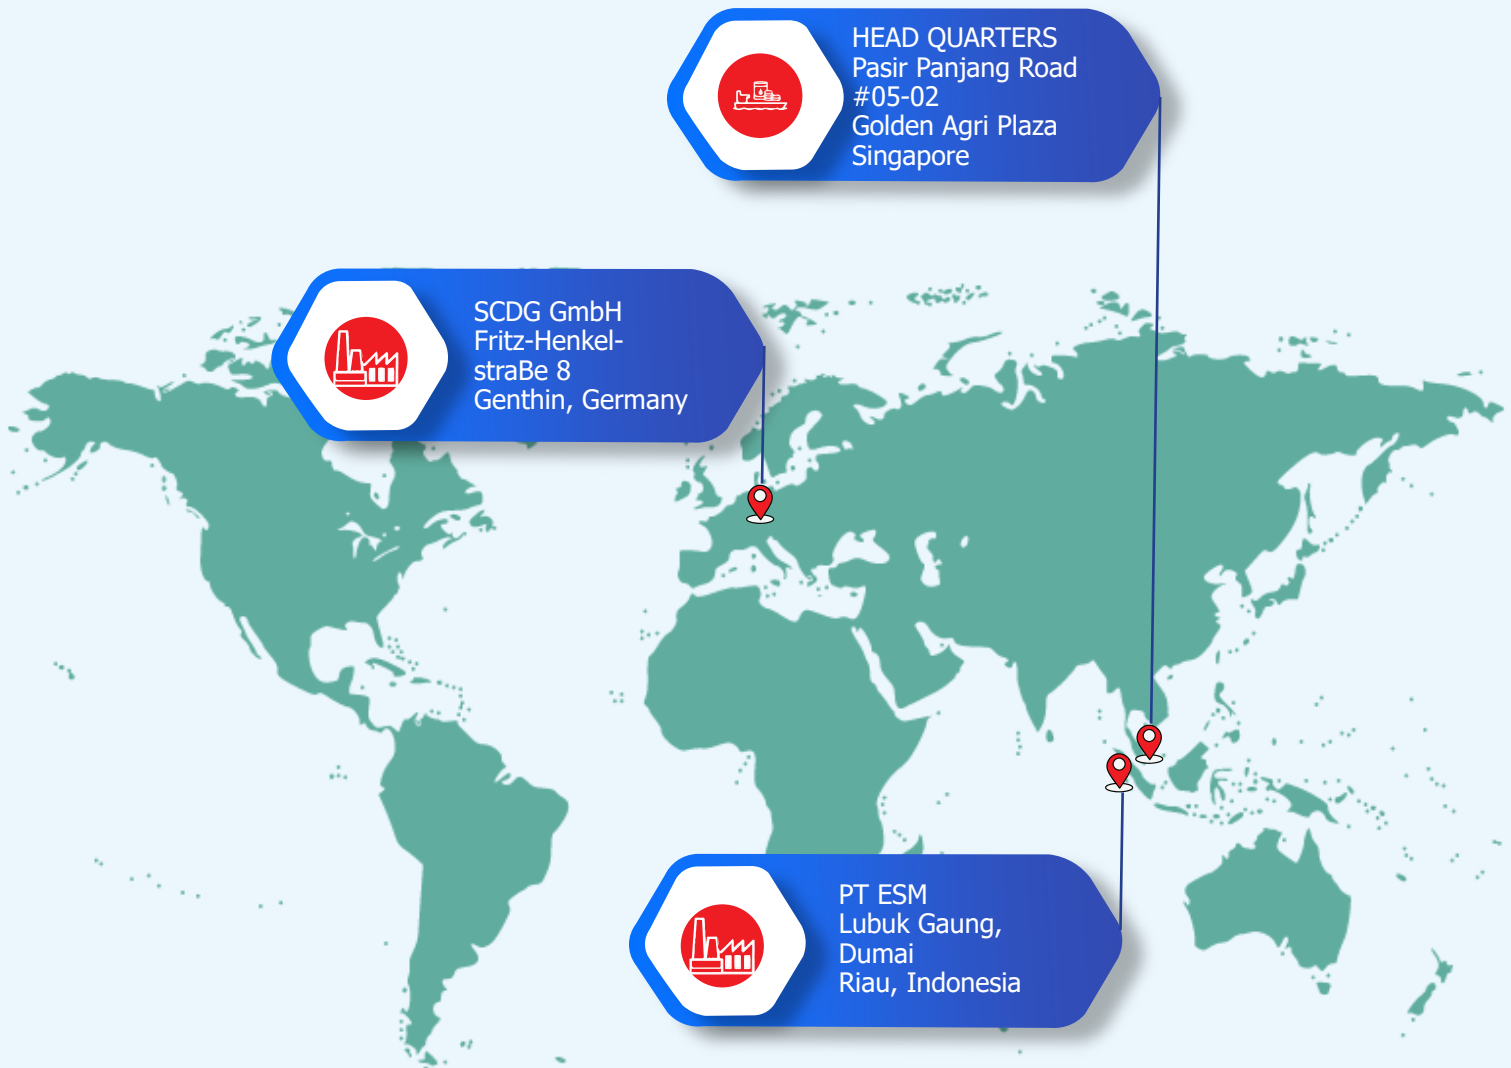 HEAD QUARTERS
Pasir Panjang Road
#05-02
Golden Agri Plaza
Singapore
SCDG GmbH
Fritz-Henkel-
straBe 8
Genthin, Germany
PT ESM
Lubuk Gaung,
Dumai
Riau, Indonesia